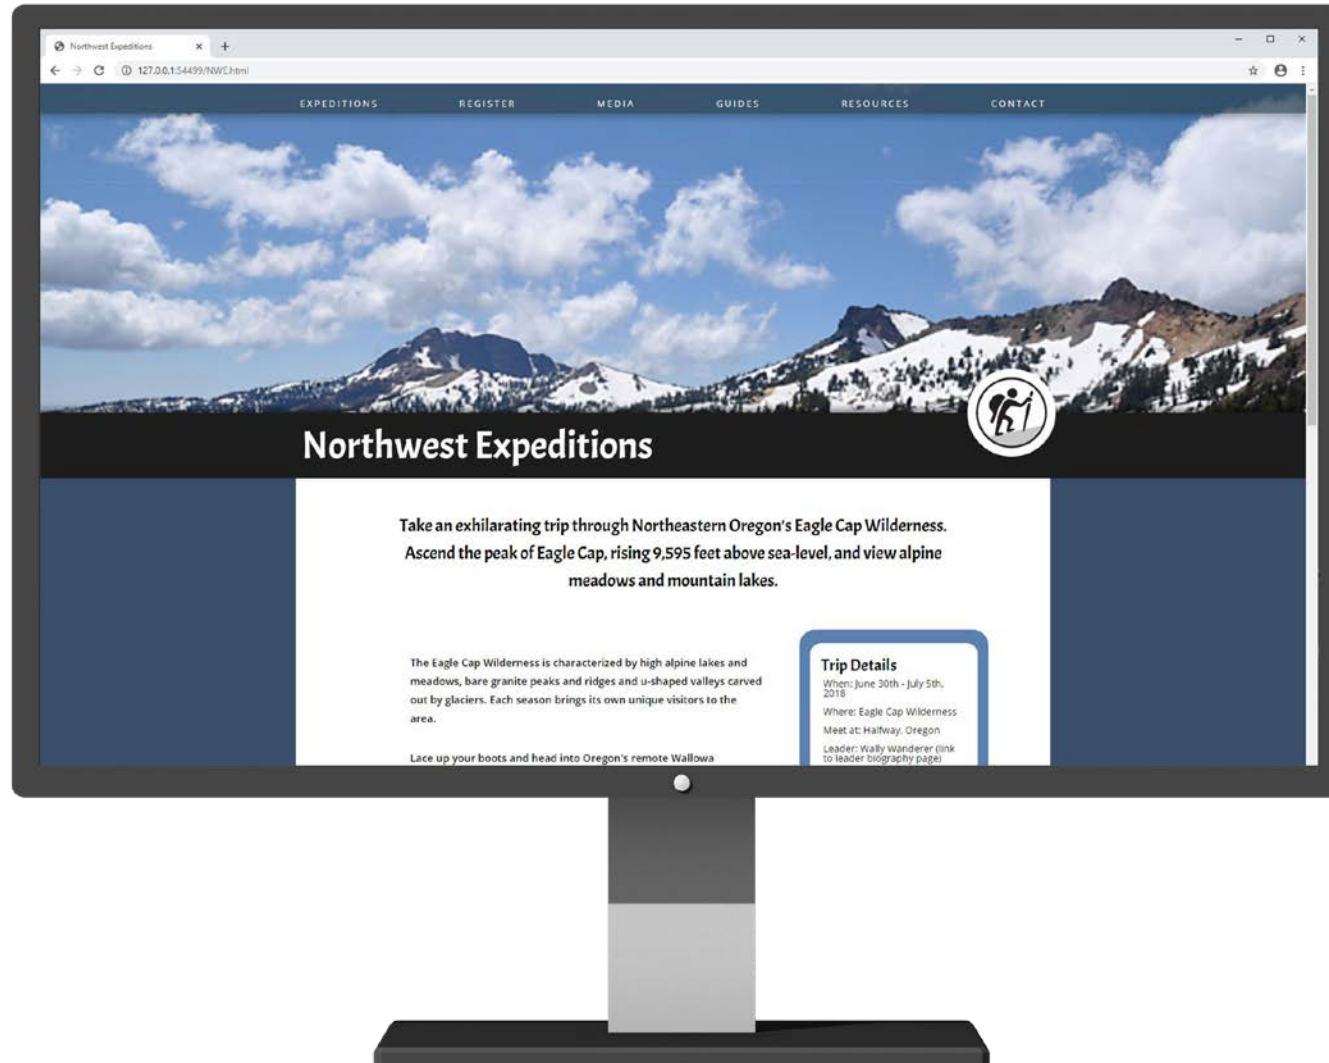 Northwest Expeditions
127.0.0.1:54499/NWE.html
EXPEDITIONS REGISTER MEDIA GUIDES RESOURCES CONTACT
Northwest Expeditions
Take an exhilarating trip through Northeastern Oregon's Eagle Cap Wilderness.
Ascend the peak of Eagle Cap, rising 9,595 feet above sea-level, and view alpine
meadows and mountain lakes.
The Eagle Cap Wilderness is characterized by high alpine lakes and
meadows, bare granite peaks and ridges and u-shaped valleys carved
out by glaciers. Each season brings its own unique visitors to the
area.
Lace up your boots and head into Oregon's remote Wallowa
Trip Details
When: June 30th - July 5th,
2018
Where: Eagle Cap Wilderness
Meet at: Halfway, Oregon
Leader: Wally Wanderer (link
to leader biography page)